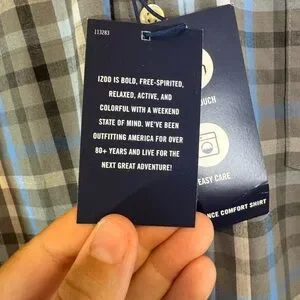 113283
IZOD IS BOLD, FREE-SPIRITED,
RELAXED, ACTIVE, AND
COLORFUL WITH A WEEKEND
STATE OF MIND. WE'VE BEEN
OUTFITTING AMERICA FOR OVER
80+ YEARS AND LIVE FOR THE
NEXT GREAT ADVENTURE!
OUCH
EASY CARE
NCE COMFORT SHIRT